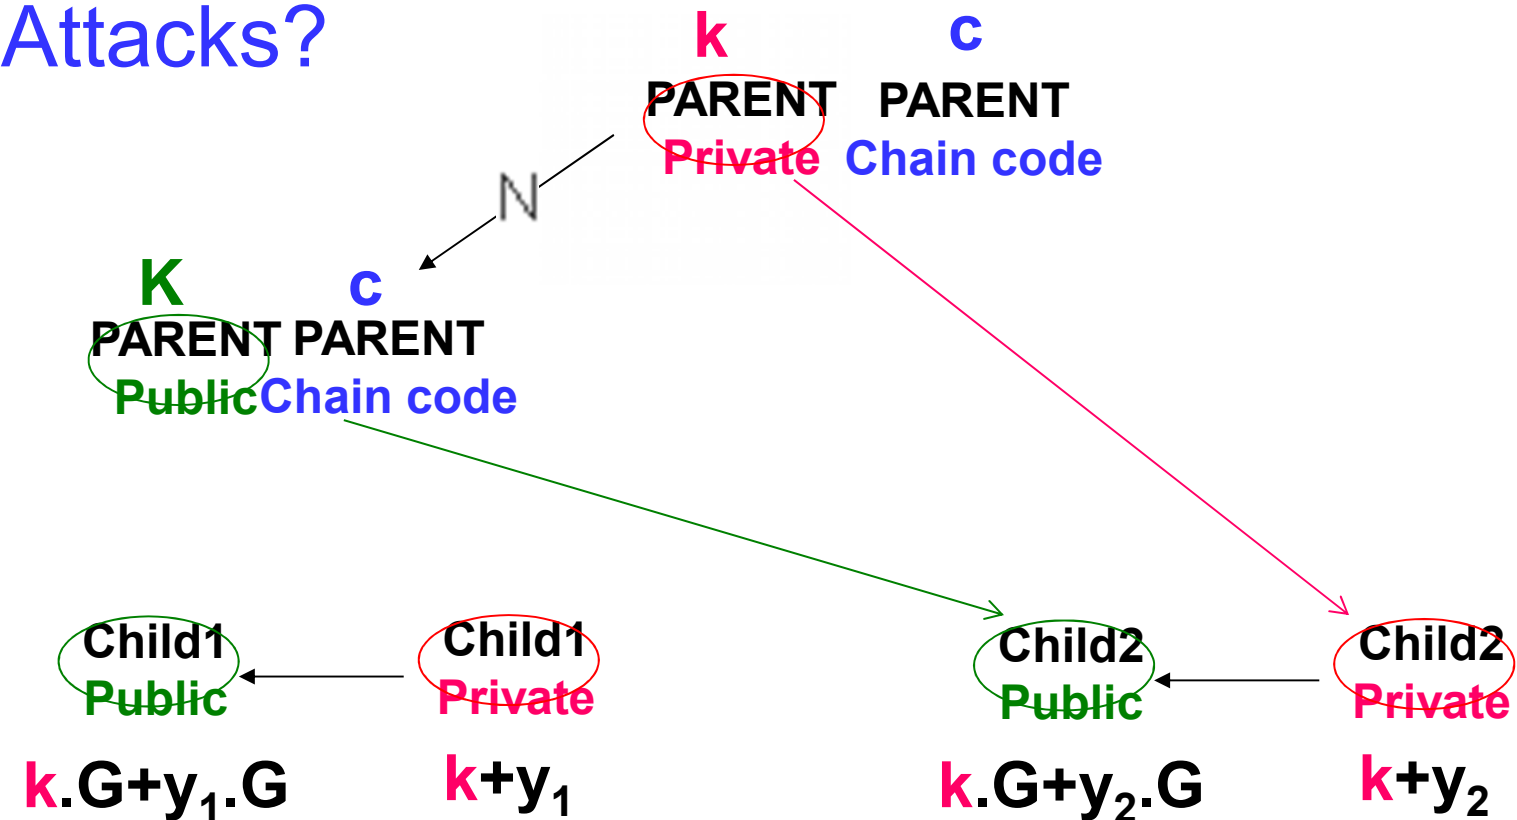 Attacks?
k c
PARENT PARENT
Private Chain code
N
K c
PARENT PARENT
Public Chain code
Child1 Child1 Child2 Child2
Public Private Public Private
k.G+y₁.G k+y₁ k.G+y₂.G k+y₂